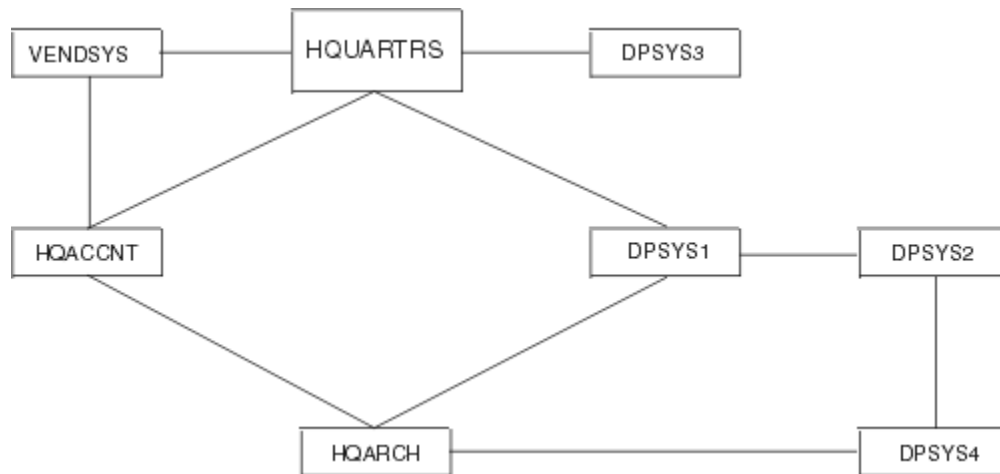 VENDSYS
HQUARTRS
DPSYS3
HQACCNT
DPSYS1
DPSYS2
HQARCH
DPSYS4